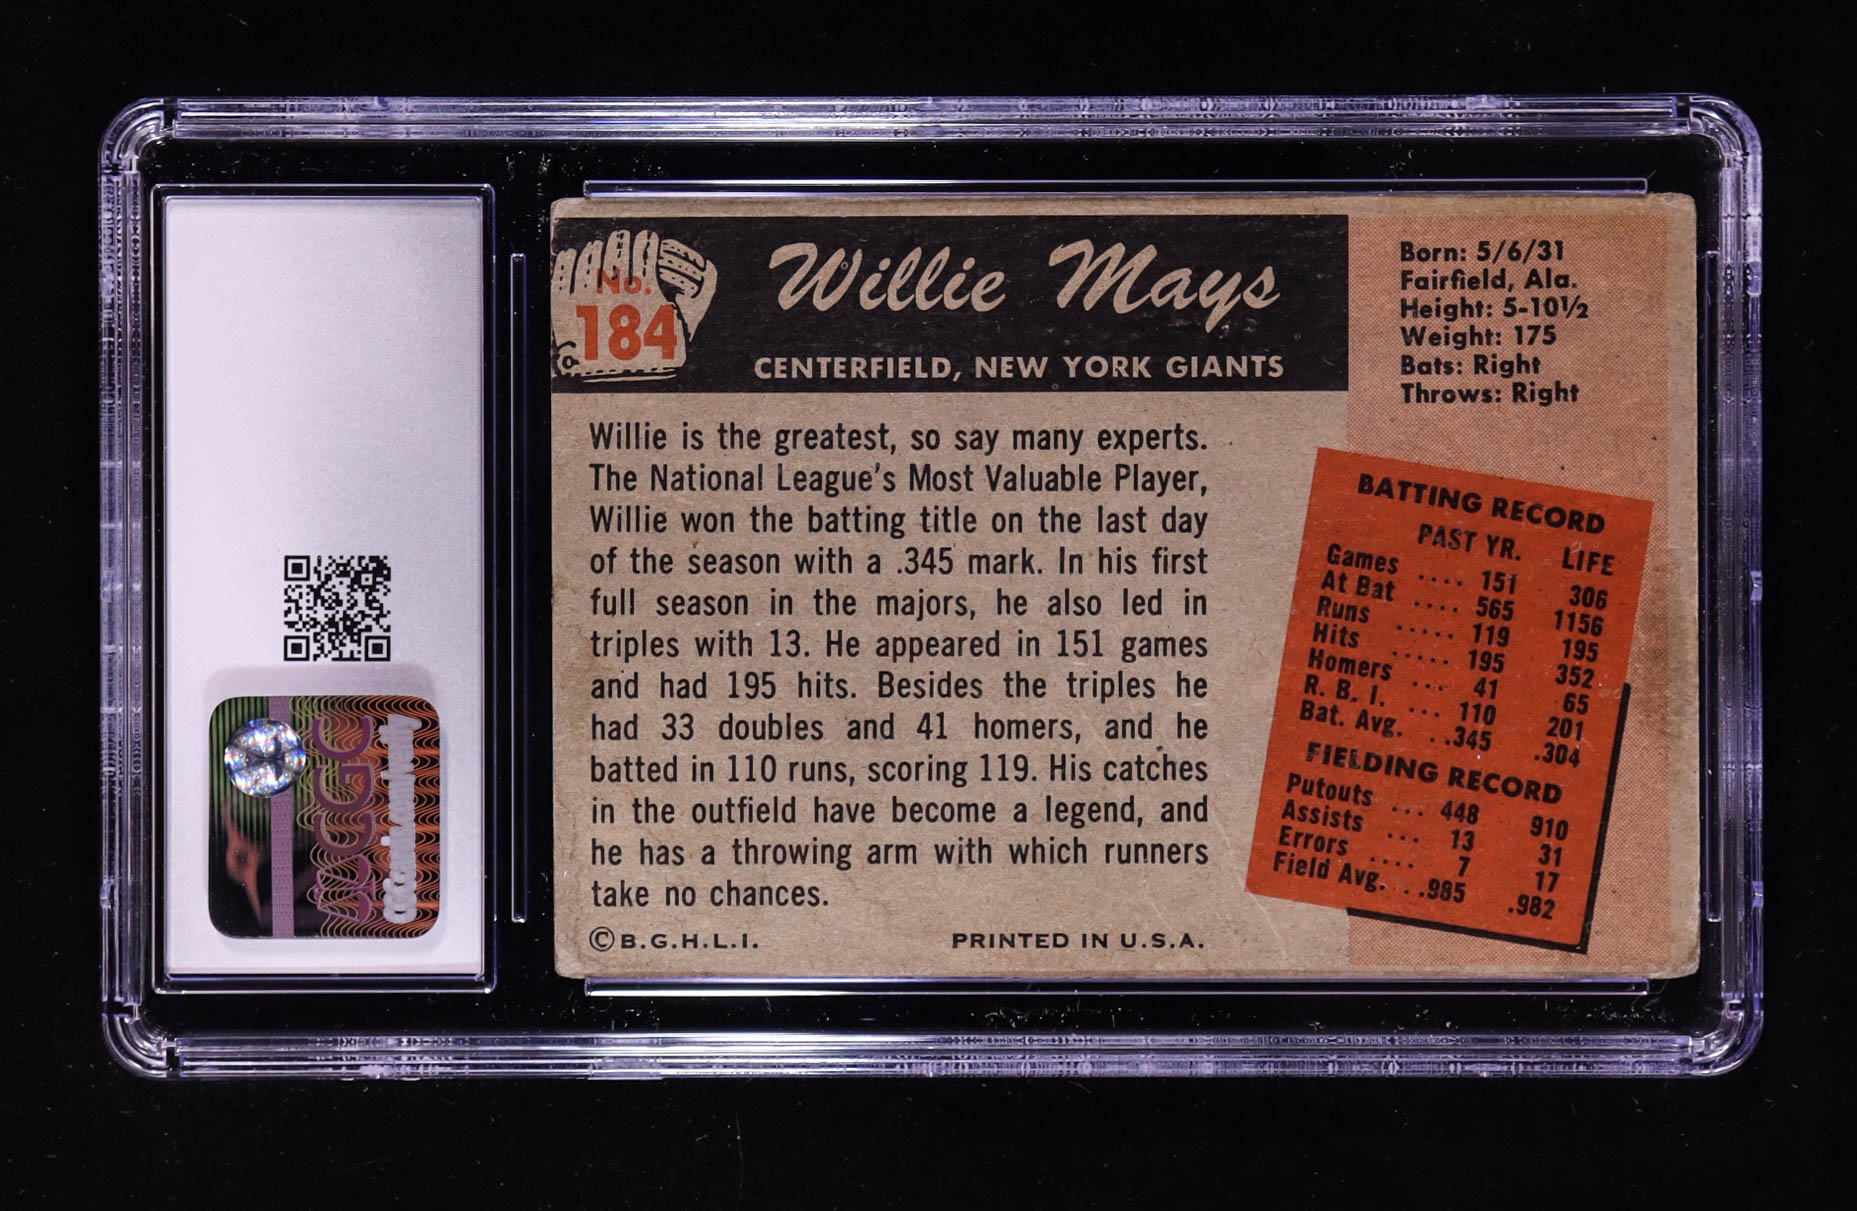 No.
184
Willie Mays
CENTERFIELD, NEW YORK GIANTS
Born: 5/6/31
Fairfield, Ala.
Height: 5-10½
Weight: 175
Bats: Right
Throws: Right
Willie is the greatest, so say many experts.
The National League's Most Valuable Player,
Willie won the batting title on the last day
of the season with a .345 mark. In his first
full season in the majors, he also led in
triples with 13. He appeared in 151 games
and had 195 hits. Besides the triples he
had 33 doubles and 41 homers, and he
batted in 110 runs, scoring 119. His catches
in the outfield have become a legend, and
he has a throwing arm with which runners
take no chances.
©B.G.H.L.I.
PRINTED IN U.S.A.
BATTING RECORD
PAST YR. LIFE
Games .... 151 306
At Bat .... 565 1156
Runs ..... 119 195
Hits ..... 195 352
Homers ... 41 65
R. B. I. ... 110 201
Bat. Avg. ..345 .304
FIELDING RECORD
Putouts ... 448 910
Assists ... 13 31
Errors .... 7 17
Field Avg. ..985 .982
CGC